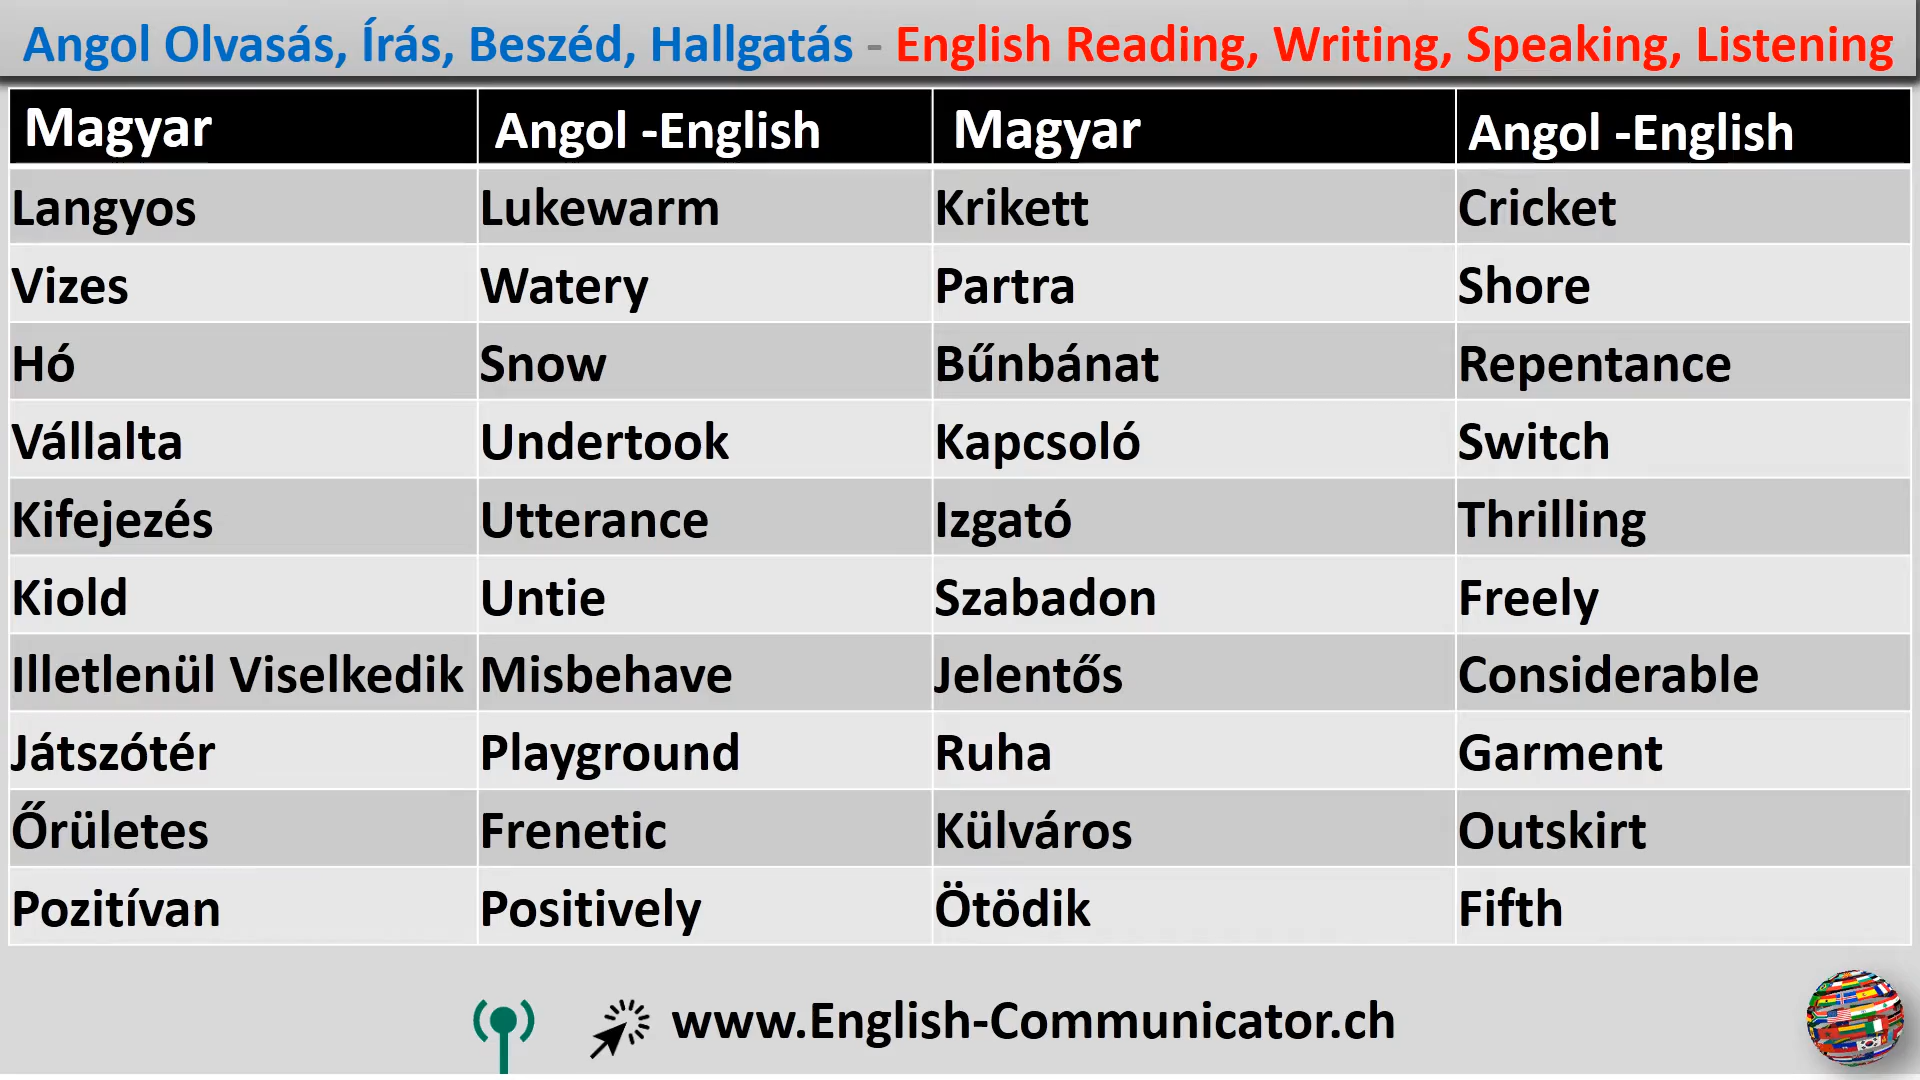 Angol Olvasás, Írás, Beszéd, Hallgatás - English Reading, Writing, Speaking, Listening
Magyar Angol -English Magyar Angol -English
Langyos Lukewarm Krikett Cricket
Vizes Watery Partra Shore
Hó Snow Bűnbánat Repentance
Vállalta Undertook Kapcsoló Switch
Kifejezés Utterance Izgató Thrilling
Kiold Untie Szabadon Freely
Illetlenül Viselkedik Misbehave Jelentős Considerable
Játszótér Playground Ruha Garment
Őrületes Frenetic Külváros Outskirt
Pozitívan Positively Ötödik Fifth
www.English-Communicator.ch